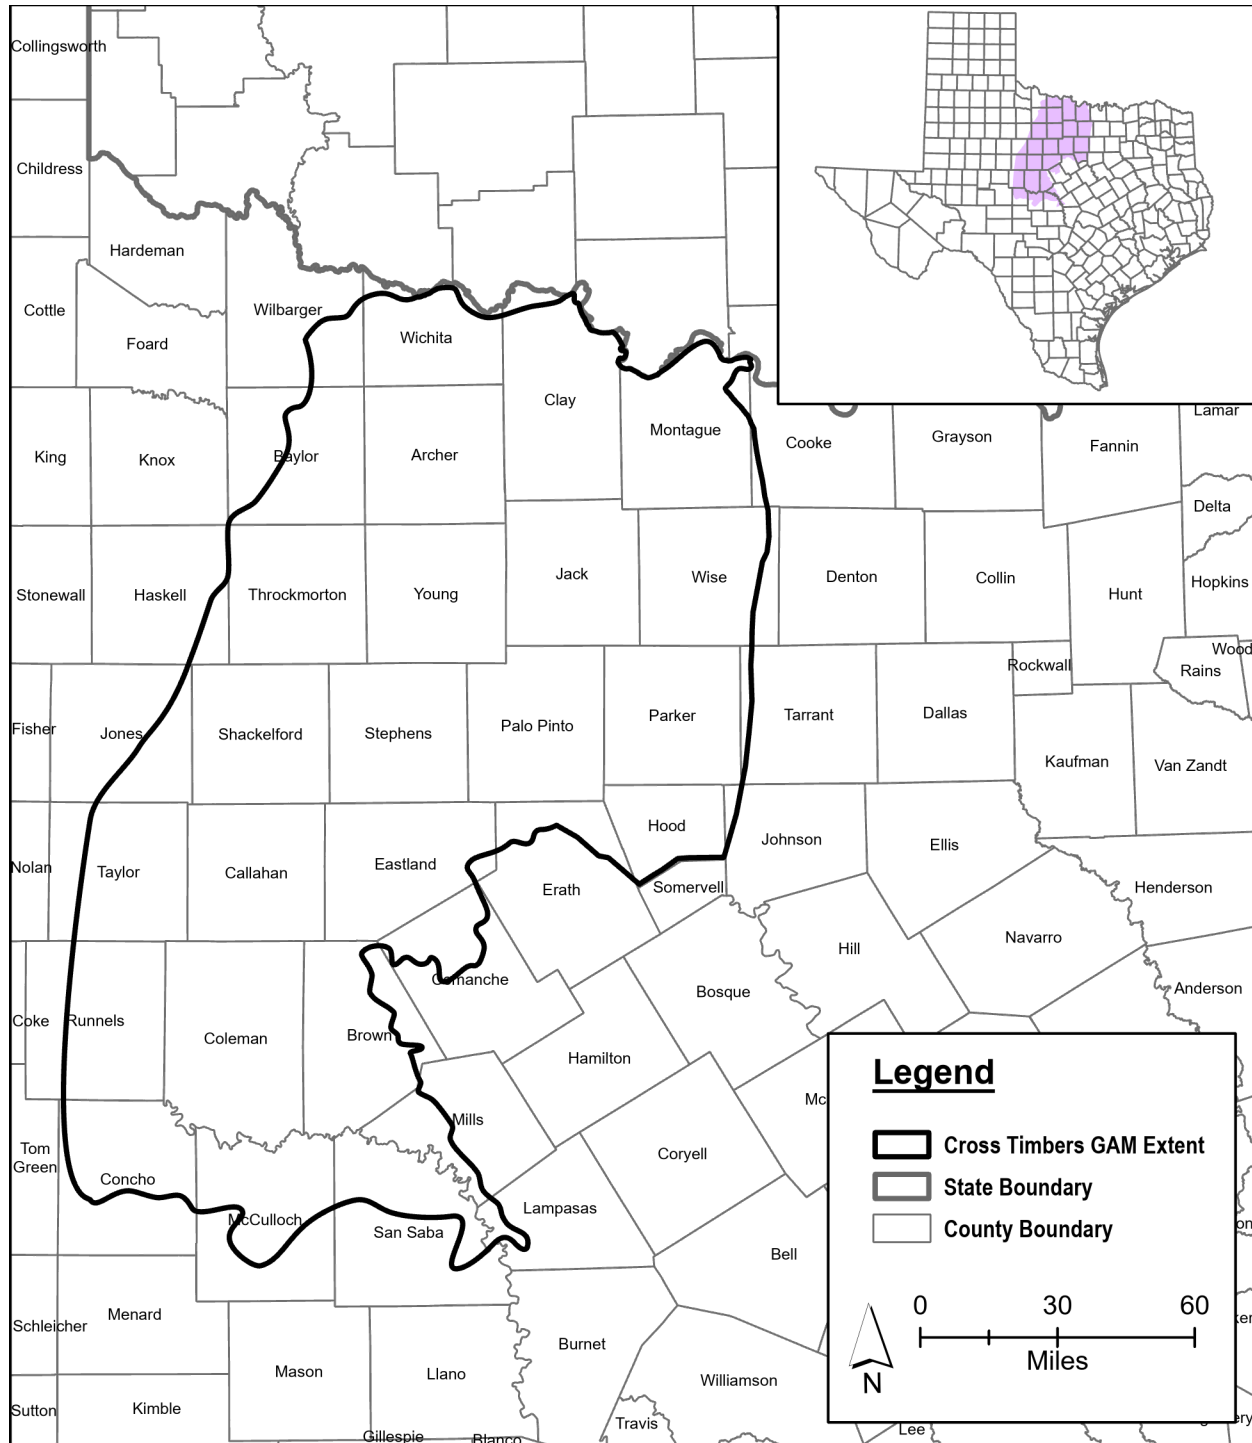 Collingsworth
Childress
Hardeman
Cottle
Wilbarger
Foard
Wichita
Clay
Montague
Lamar
Cooke
Grayson
Fannin
King
Knox
Baylor
Archer
Delta
Stonewall
Haskell
Throckmorton
Young
Jack
Wise
Denton
Collin
Hunt
Hopkins
Wood
Rockwall
Rains
Fisher
Jones
Shackelford
Stephens
Palo Pinto
Parker
Tarrant
Dallas
Kaufman
Van Zandt
Nolan
Taylor
Callahan
Eastland
Erath
Hood
Somervell
Johnson
Ellis
Henderson
Coke
Runnels
Coleman
Brown
Comanche
Hamilton
Bosque
Hill
Navarro
Anderson
Tom
Green
Concho
McCulloch
San Saba
Mills
Lampasas
Coryell
Mc
Bell
Schleicher
Menard
Mason
Llano
Burnet
Williamson
Sutton
Kimble
Gillespie
Blanco
Travis
Lee
Legend
Cross Timbers GAM Extent
State Boundary
County Boundary
0 30 60
Miles
N